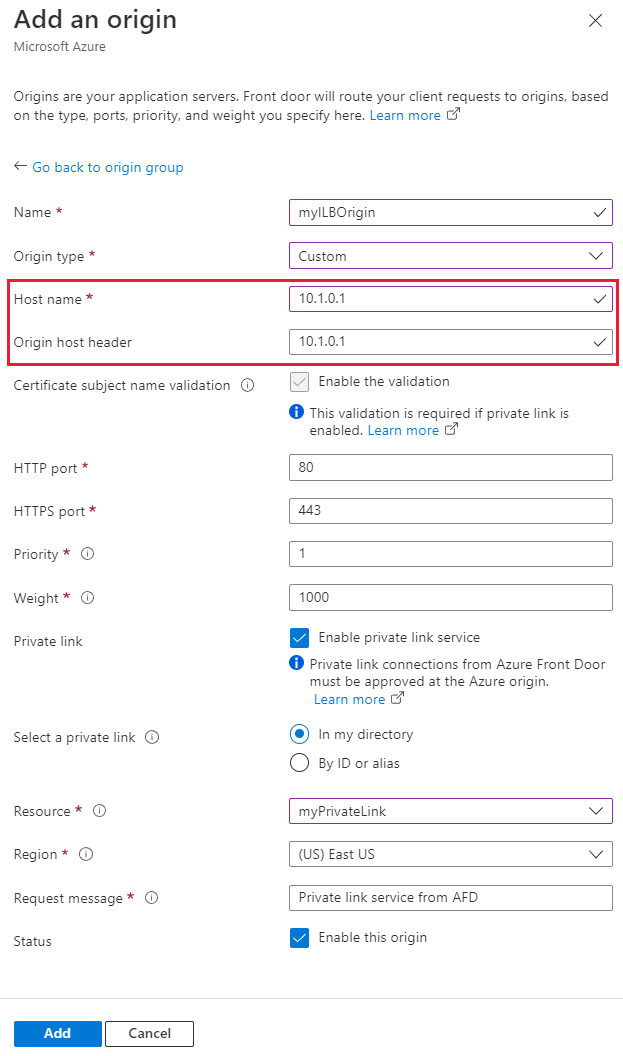 Add an origin
Microsoft Azure
Origins are your application servers. Front door will route your client requests to origins, based
on the type, ports, priority, and weight you specify here. Learn more
Go back to origin group
Name *
myILBOrigin
Origin type *
Custom
Host name *
10.1.0.1
Origin host header
10.1.0.1
Certificate subject name validation
Enable the validation
This validation is required if private link is
enabled. Learn more
HTTP port *
80
HTTPS port *
443
Priority *
1
Weight *
1000
Private link
Enable private link service
Private link connections from Azure Front Door
must be approved at the Azure origin.
Learn more
Select a private link
In my directory
By ID or alias
Resource *
myPrivateLink
Region *
(US) East US
Request message *
Private link service from AFD
Status
Enable this origin
Add
Cancel